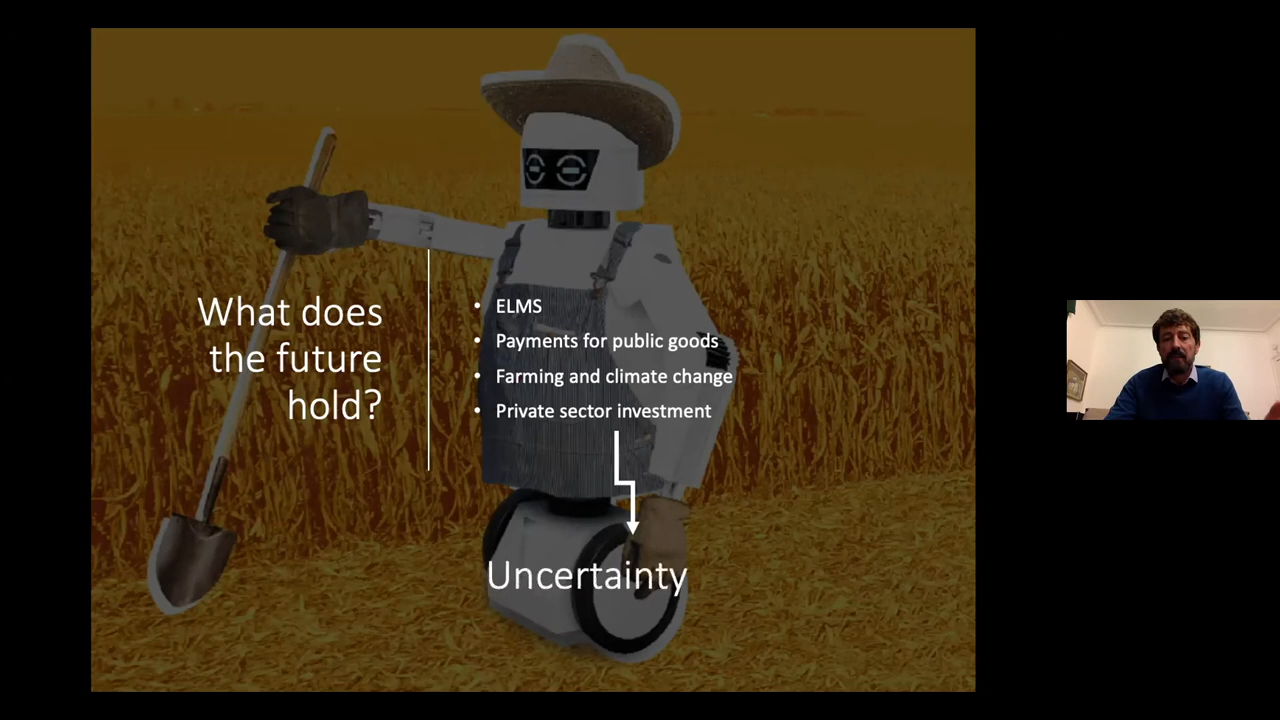 What does
the future
hold?
• ELMS
• Payments for public goods
• Farming and climate change
• Private sector investment
Uncertainty